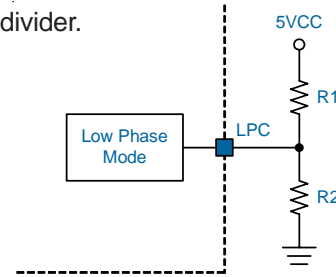 divider.
5VCC
R1
LPC
Low Phase
Mode
R2